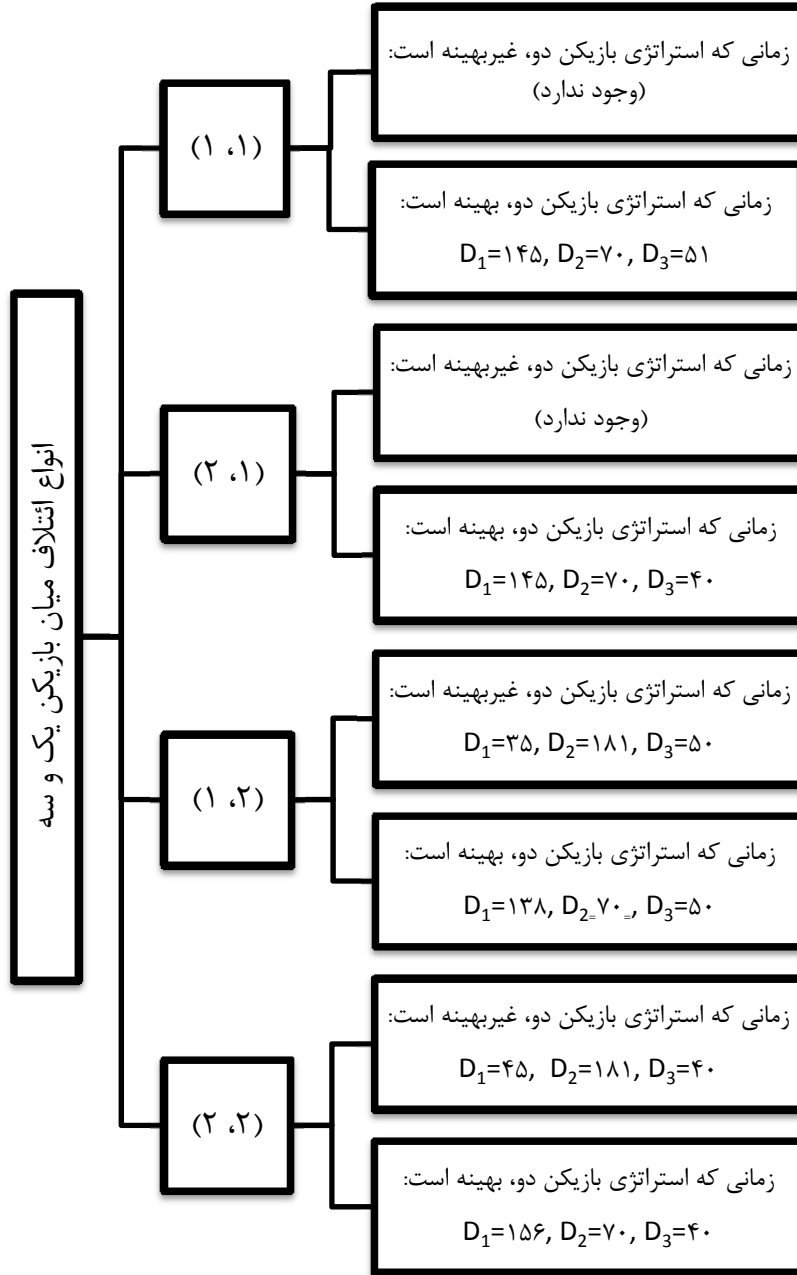 انواع ائتلاف میان بازیکن یک و سه
(۱ ،۱)
زمانی که استراتژی بازیکن دو، غیربهینه است:
(وجود ندارد)
زمانی که استراتژی بازیکن دو، بهینه است:
D₁=۱۴۵, D₂=۷۰, D₃=۵۱
(۲ ،۱)
زمانی که استراتژی بازیکن دو، غیربهینه است:
(وجود ندارد)
زمانی که استراتژی بازیکن دو، بهینه است:
D₁=۱۴۵, D₂=۷۰, D₃=۴۰
(۱ ،۲)
زمانی که استراتژی بازیکن دو، غیربهینه است:
D₁=۳۵, D₂=۱۸۱, D₃=۵۰
زمانی که استراتژی بازیکن دو، بهینه است:
D₁=۱۳۸, D₂₌۷۰₌, D₃=۵۰
(۲ ،۲)
زمانی که استراتژی بازیکن دو، غیربهینه است:
D₁=۴۵, D₂=۱۸۱, D₃=۴۰
زمانی که استراتژی بازیکن دو، بهینه است:
D₁=۱۵۶, D₂=۷۰, D₃=۴۰